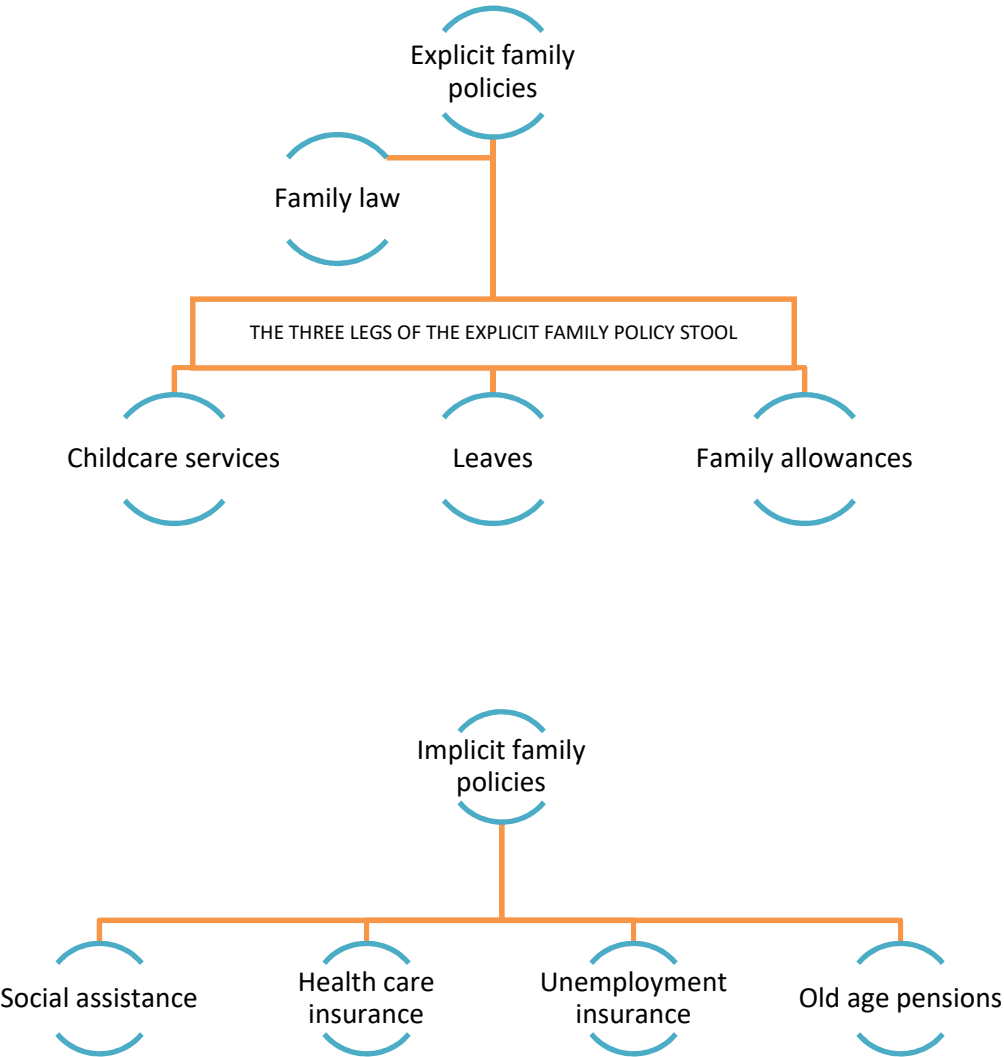 Explicit family
policies
Family law
THE THREE LEGS OF THE EXPLICIT FAMILY POLICY STOOL
Childcare services
Leaves
Family allowances
Implicit family
policies
Social assistance
Health care
insurance
Unemployment
insurance
Old age pensions